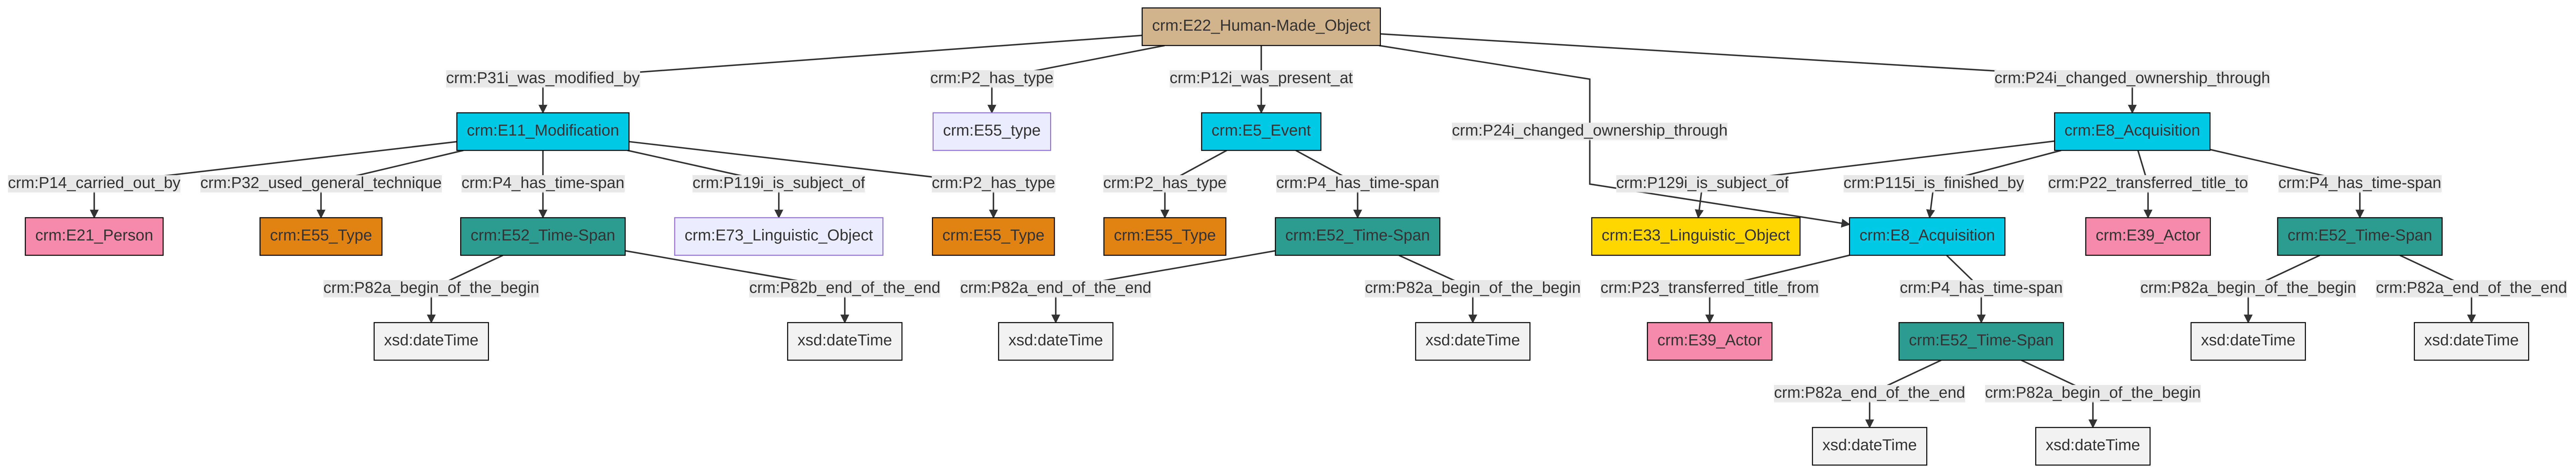 crm:E22_Human-Made_Object
crm:P31i_was_modified_by
crm:P2_has_type
crm:P12i_was_present_at
crm:P24i_changed_ownership_through
crm:E11_Modification
crm:E55_type
crm:E5_Event
crm:P24i_changed_ownership_through
crm:E8_Acquisition
crm:P14_carried_out_by
crm:P32_used_general_technique
crm:P4_has_time-span
crm:P119i_is_subject_of
crm:P2_has_type
crm:P2_has_type
crm:P4_has_time-span
crm:P129i_is_subject_of
crm:P115i_is_finished_by
crm:P22_transferred_title_to
crm:P4_has_time-span
crm:E21_Person
crm:E55_Type
crm:E52_Time-Span
crm:E73_Linguistic_Object
crm:E55_Type
crm:E55_Type
crm:E52_Time-Span
crm:E33_Linguistic_Object
crm:E8_Acquisition
crm:E39_Actor
crm:E52_Time-Span
crm:P82a_begin_of_the_begin
crm:P82b_end_of_the_end
crm:P82a_end_of_the_end
crm:P82a_begin_of_the_begin
crm:P23_transferred_title_from
crm:P4_has_time-span
crm:P82a_begin_of_the_begin
crm:P82a_end_of_the_end
xsd:dateTime
xsd:dateTime
xsd:dateTime
xsd:dateTime
crm:E39_Actor
crm:E52_Time-Span
xsd:dateTime
xsd:dateTime
crm:P82a_end_of_the_end
crm:P82a_begin_of_the_begin
xsd:dateTime
xsd:dateTime